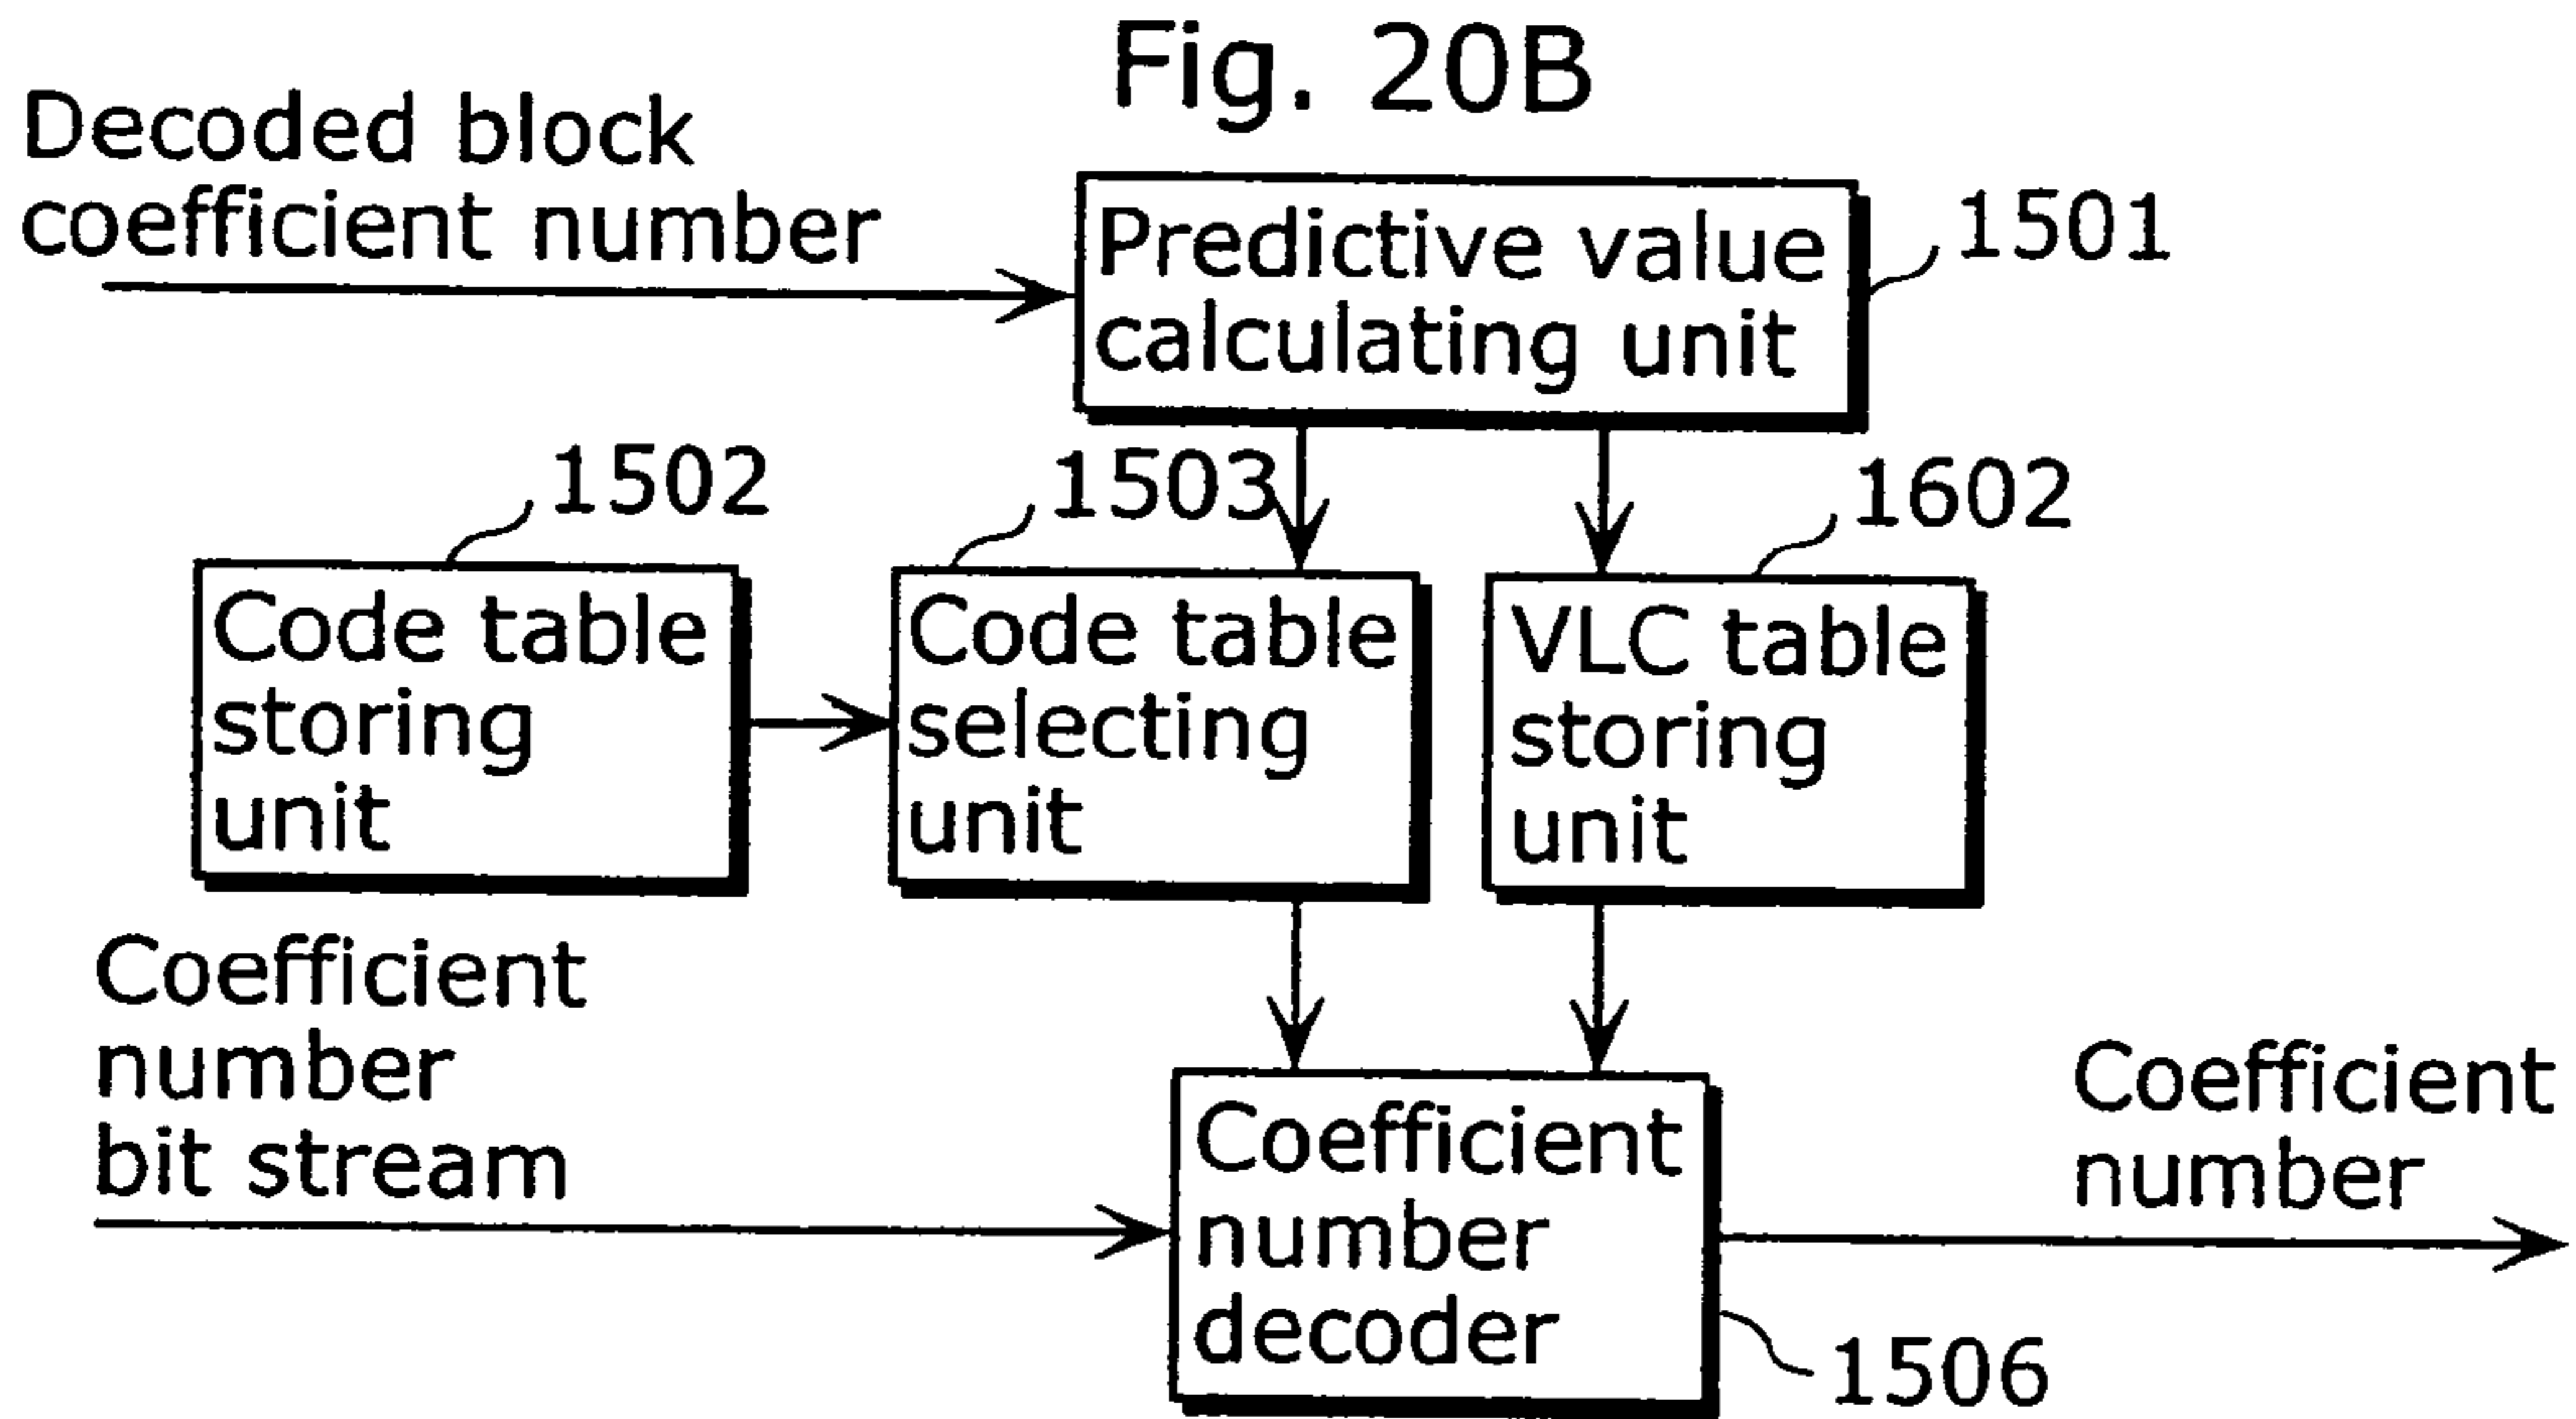 Fig. 20B
Decoded block
coefficient number
Predictive value
calculating unit
1501
1502
1503
1602
Code table
storing
unit
Code table
selecting
unit
VLC table
storing
unit
Coefficient
number
bit stream
Coefficient
number
decoder
Coefficient
number
1506